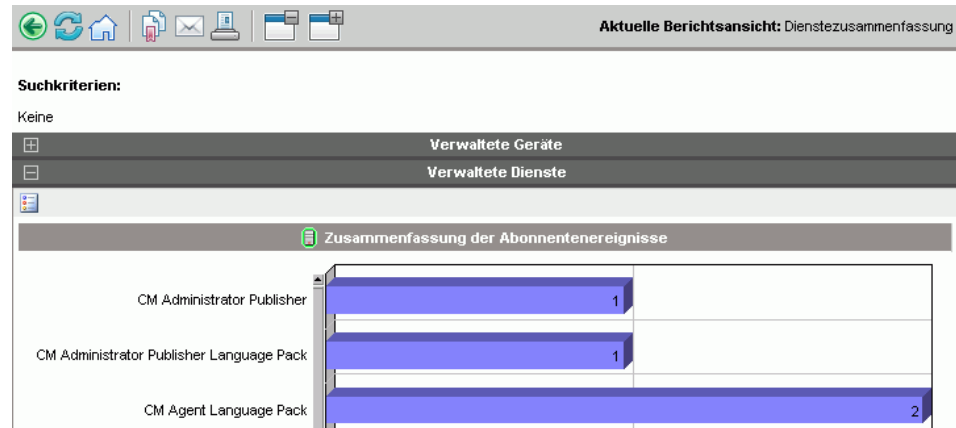 Aktuelle Berichtsansicht: Dienstezusammenfassung
Suchkriterien:
Keine
Verwaltete Geräte
Verwaltete Dienste
Zusammenfassung der Abonnentenereignisse
CM Administrator Publisher 1
CM Administrator Publisher Language Pack 1
CM Agent Language Pack 2